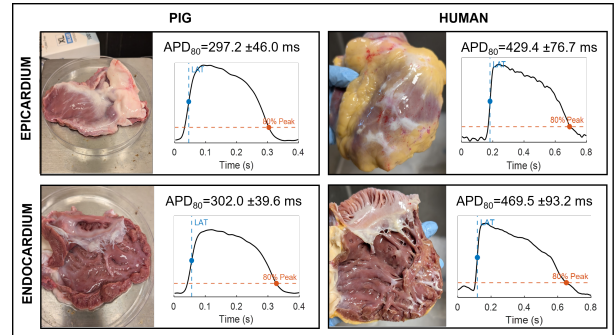 PIG
HUMAN
EPICARDIUM
APD80=297.2 ±46.0 ms
LAT
80% Peak
0
0.1
0.2
0.3
0.4
Time (s)
APD80=429.4 ±76.7 ms
LAT
80% Peak
0
0.2
0.4
0.6
0.8
Time (s)
ENDOCARDIUM
APD80=302.0 ±39.6 ms
LAT
80% Peak
0
0.1
0.2
0.3
0.4
Time (s)
APD80=469.5 ±93.2 ms
LAT
80% Peak
0
0.2
0.4
0.6
0.8
Time (s)